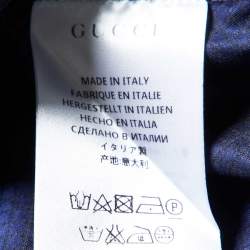 GUCCI
MADE IN ITALY
FABRIQUE EN ITALIE
HERGESTELLT IN ITALIEN
HECHO EN ITALIA
СДЕЛАНО В ИТАЛИИ
イタリア製
产地:意大利
P